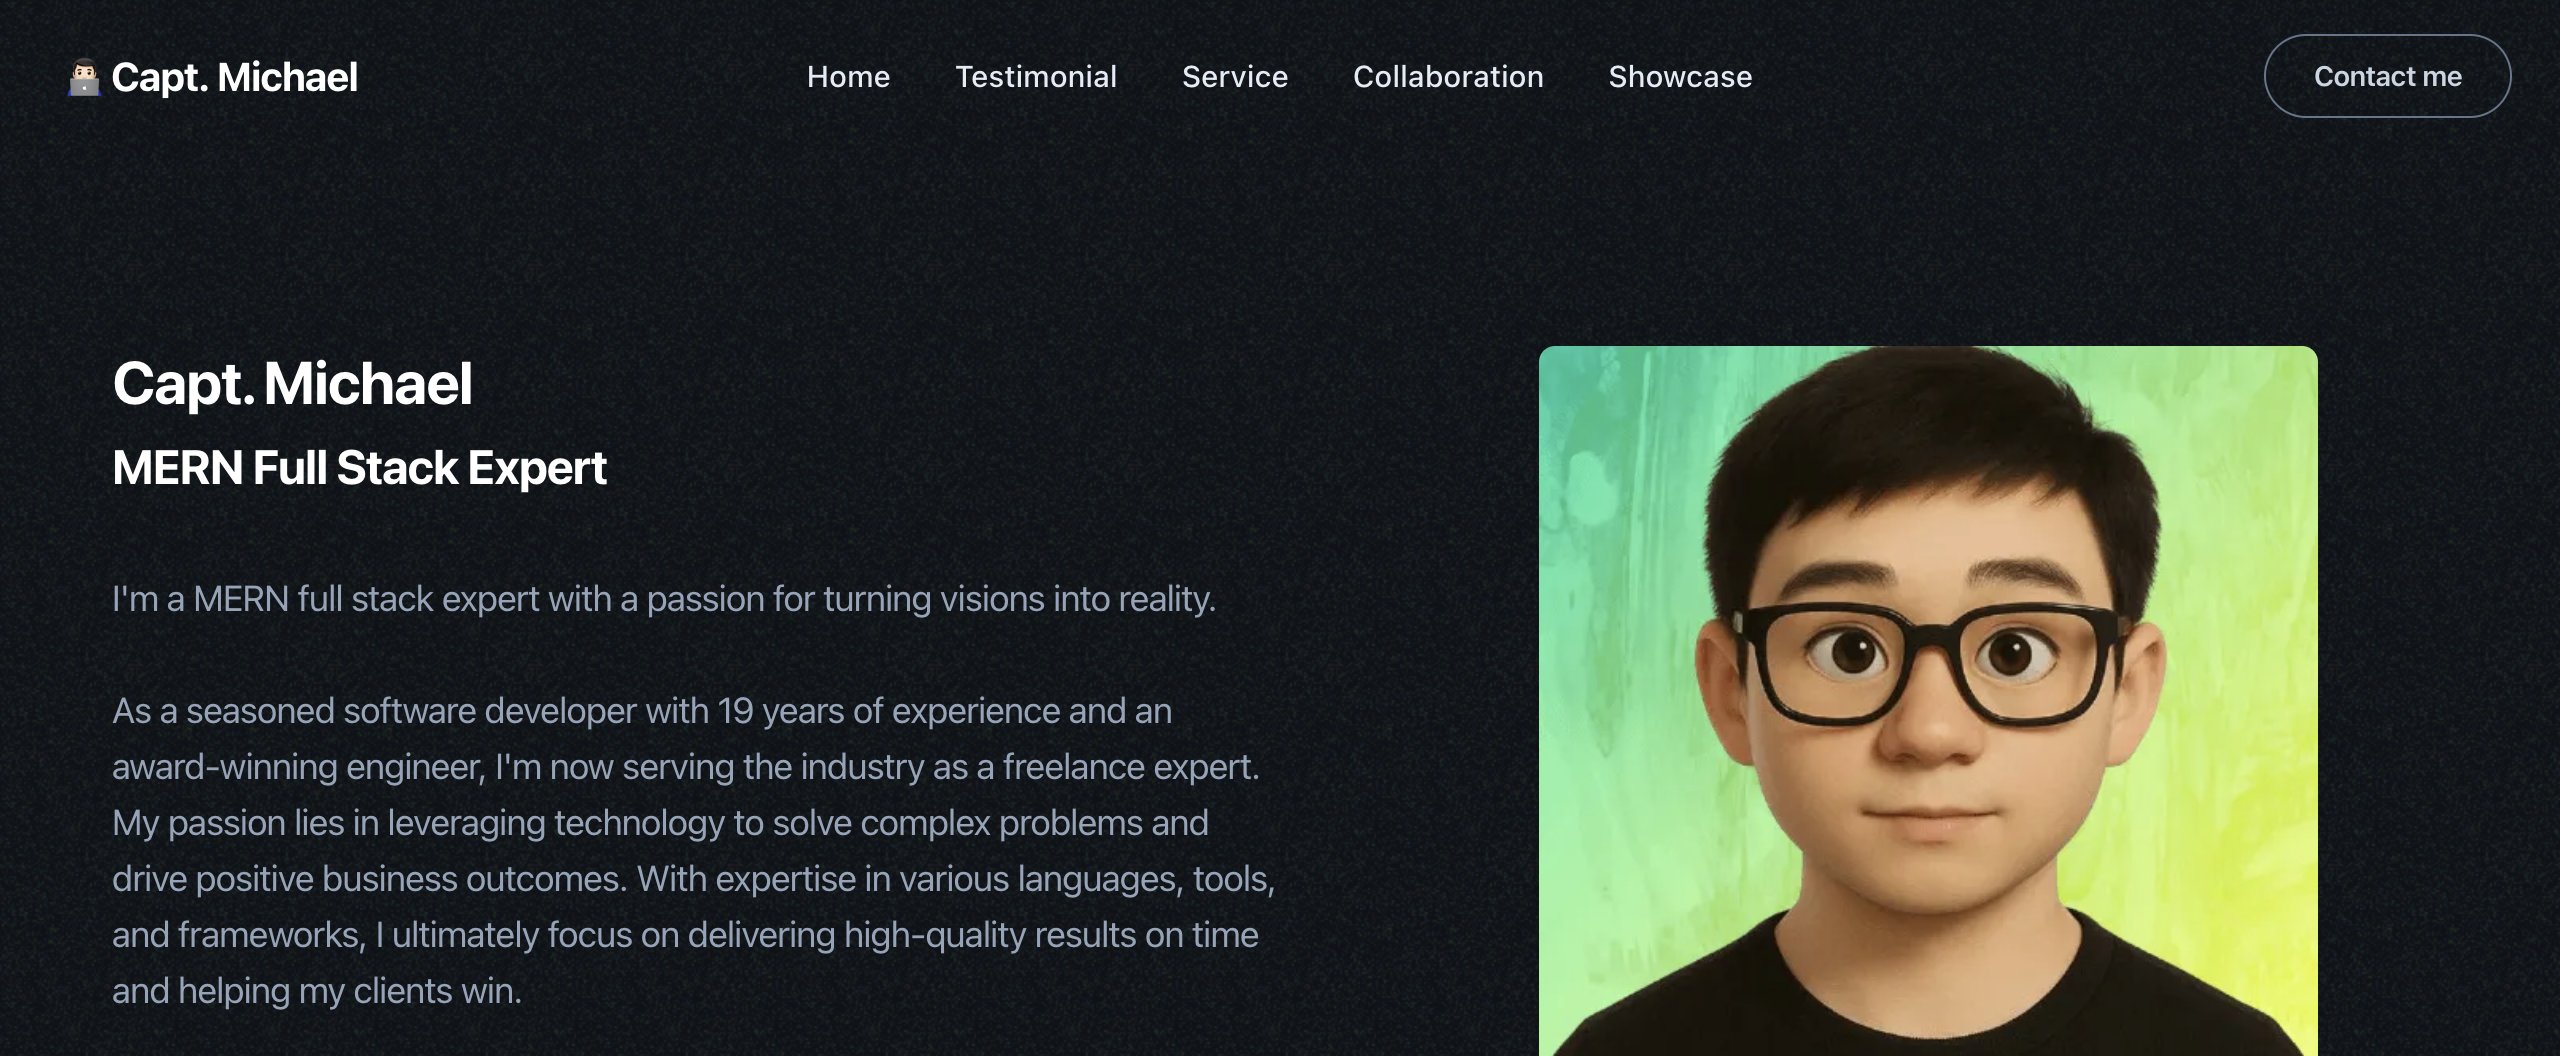 Capt. Michael
Home
Testimonial
Service
Collaboration
Showcase
Contact me
Capt. Michael
MERN Full Stack Expert
I'm a MERN full stack expert with a passion for turning visions into reality.
As a seasoned software developer with 19 years of experience and an
award-winning engineer, I'm now serving the industry as a freelance expert.
My passion lies in leveraging technology to solve complex problems and
drive positive business outcomes. With expertise in various languages, tools,
and frameworks, I ultimately focus on delivering high-quality results on time
and helping my clients win.